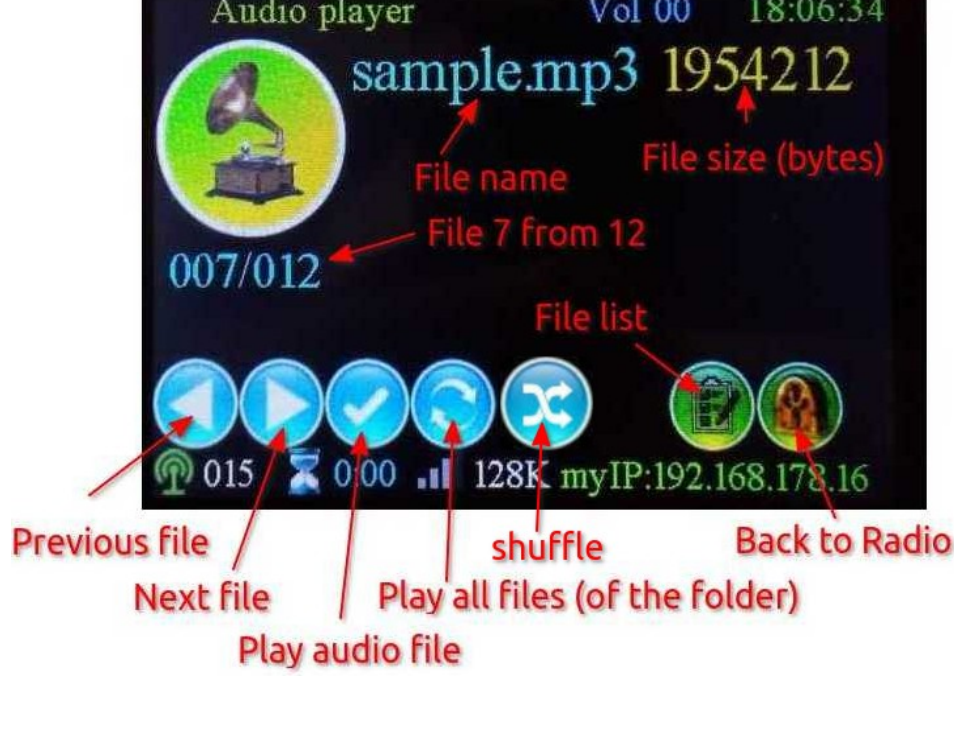 Audio player Vol 00 18:06:34
sample.mp3 1954212
File name
File size (bytes)
File 7 from 12
007/012
File list
015 0:00 128K myIP:192.168.178.16
Previous file
shuffle
Back to Radio
Next file
Play all files (of the folder)
Play audio file